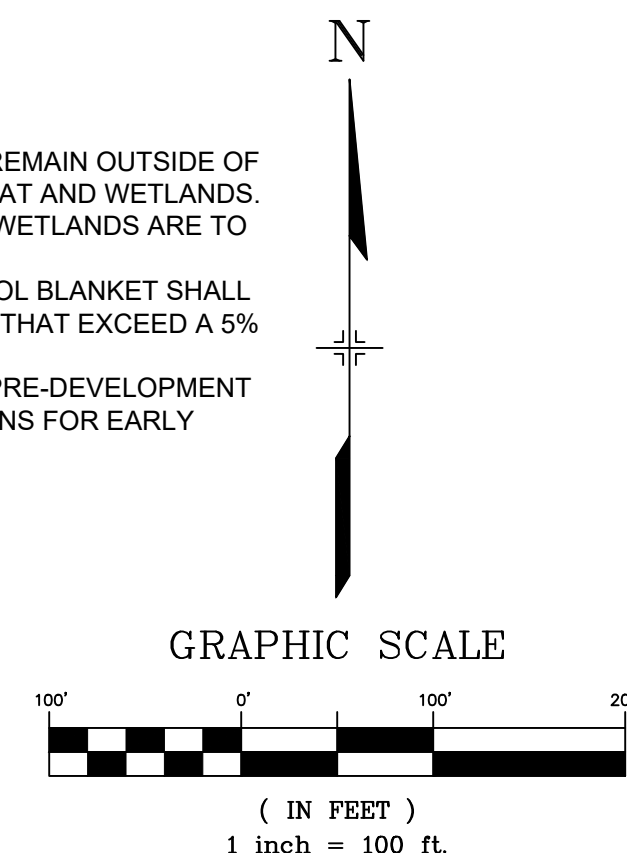 N
REMAIN OUTSIDE OF
AT AND WETLANDS.
WETLANDS ARE TO
OL BLANKET SHALL
THAT EXCEED A 5%
PRE-DEVELOPMENT
NS FOR EARLY
GRAPHIC SCALE
100' 0' 100' 20
( IN FEET )
1 inch = 100 ft.